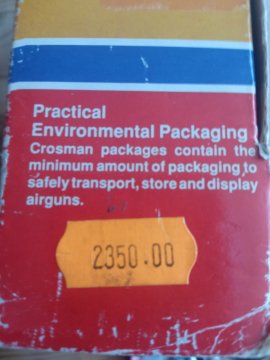 Practical
Environmental Packaging
Crosman packages contain the
minimum amount of packaging to
safely transport, store and display
airguns.
2350.00